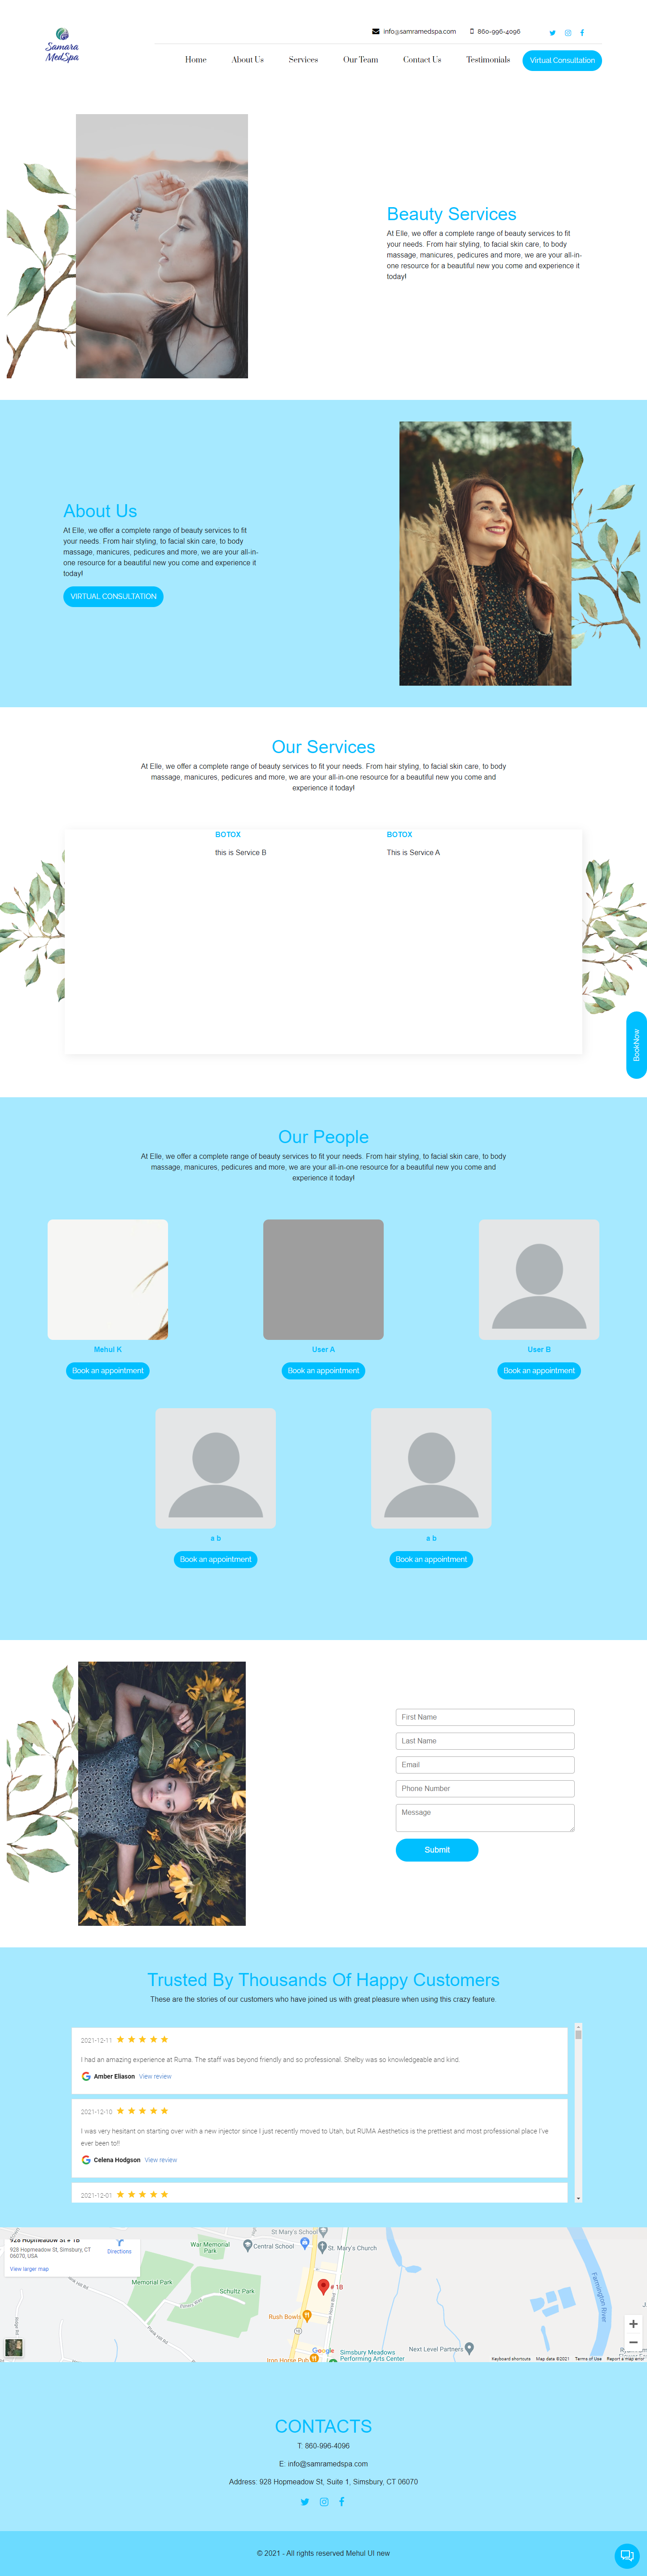 Samara
MedSpa
info@samramedspa.com
860-996-4096
Home
About Us
Services
Our Team
Contact Us
Testimonials
Virtual Consultation
Beauty Services
At Elle, we offer a complete range of beauty services to fit
your needs. From hair styling, to facial skin care, to body
massage, manicures, pedicures and more, we are your all-in-
one resource for a beautiful new you come and experience it
today!
About Us
At Elle, we offer a complete range of beauty services to fit
your needs. From hair styling, to facial skin care, to body
massage, manicures, pedicures and more, we are your all-in-
one resource for a beautiful new you come and experience it
today!
VIRTUAL CONSULTATION
Our Services
At Elle, we offer a complete range of beauty services to fit your needs. From hair styling, to facial skin care, to body
massage, manicures, pedicures and more, we are your all-in-one resource for a beautiful new you come and
experience it today!
BOTOX
this is Service B
BOTOX
This is Service A
BookNow
Our People
At Elle, we offer a complete range of beauty services to fit your needs. From hair styling, to facial skin care, to body
massage, manicures, pedicures and more, we are your all-in-one resource for a beautiful new you come and
experience it today!
Mehul K
Book an appointment
User A
Book an appointment
User B
Book an appointment
a b
Book an appointment
a b
Book an appointment
First Name
Last Name
Email
Phone Number
Message
Submit
Trusted By Thousands Of Happy Customers
These are the stories of our customers who have joined us with great pleasure when using this crazy feature.
2021-12-11
I had an amazing experience at Ruma. The staff was beyond friendly and so professional. Shelby was so knowledgeable and kind.
Amber Eliason View review
2021-12-10
I was very hesitant on starting over with a new injector since I just recently moved to Utah, but RUMA Aesthetics is the prettiest and most professional place I've
ever been to!!
Celena Hodgson View review
2021-12-01
928 Hopmeadow St # 1B
928 Hopmeadow St, Simsbury, CT
06070, USA
Directions
View larger map
War Memorial
Park
Central School
St Mary's School
St. Mary's Church
Memorial Park
Schultz Park
# 1B
Rush Bowls
Iron Horse Blvd
Google
Iron Horse Pub
Simsbury Meadows
Performing Arts Center
Next Level Partners
Farmington River
Keyboard shortcuts
Map data ©2021
Terms of Use
Report a map error
CONTACTS
T: 860-996-4096
E: info@samramedspa.com
Address: 928 Hopmeadow St, Suite 1, Simsbury, CT 06070
© 2021 - All rights reserved Mehul UI new